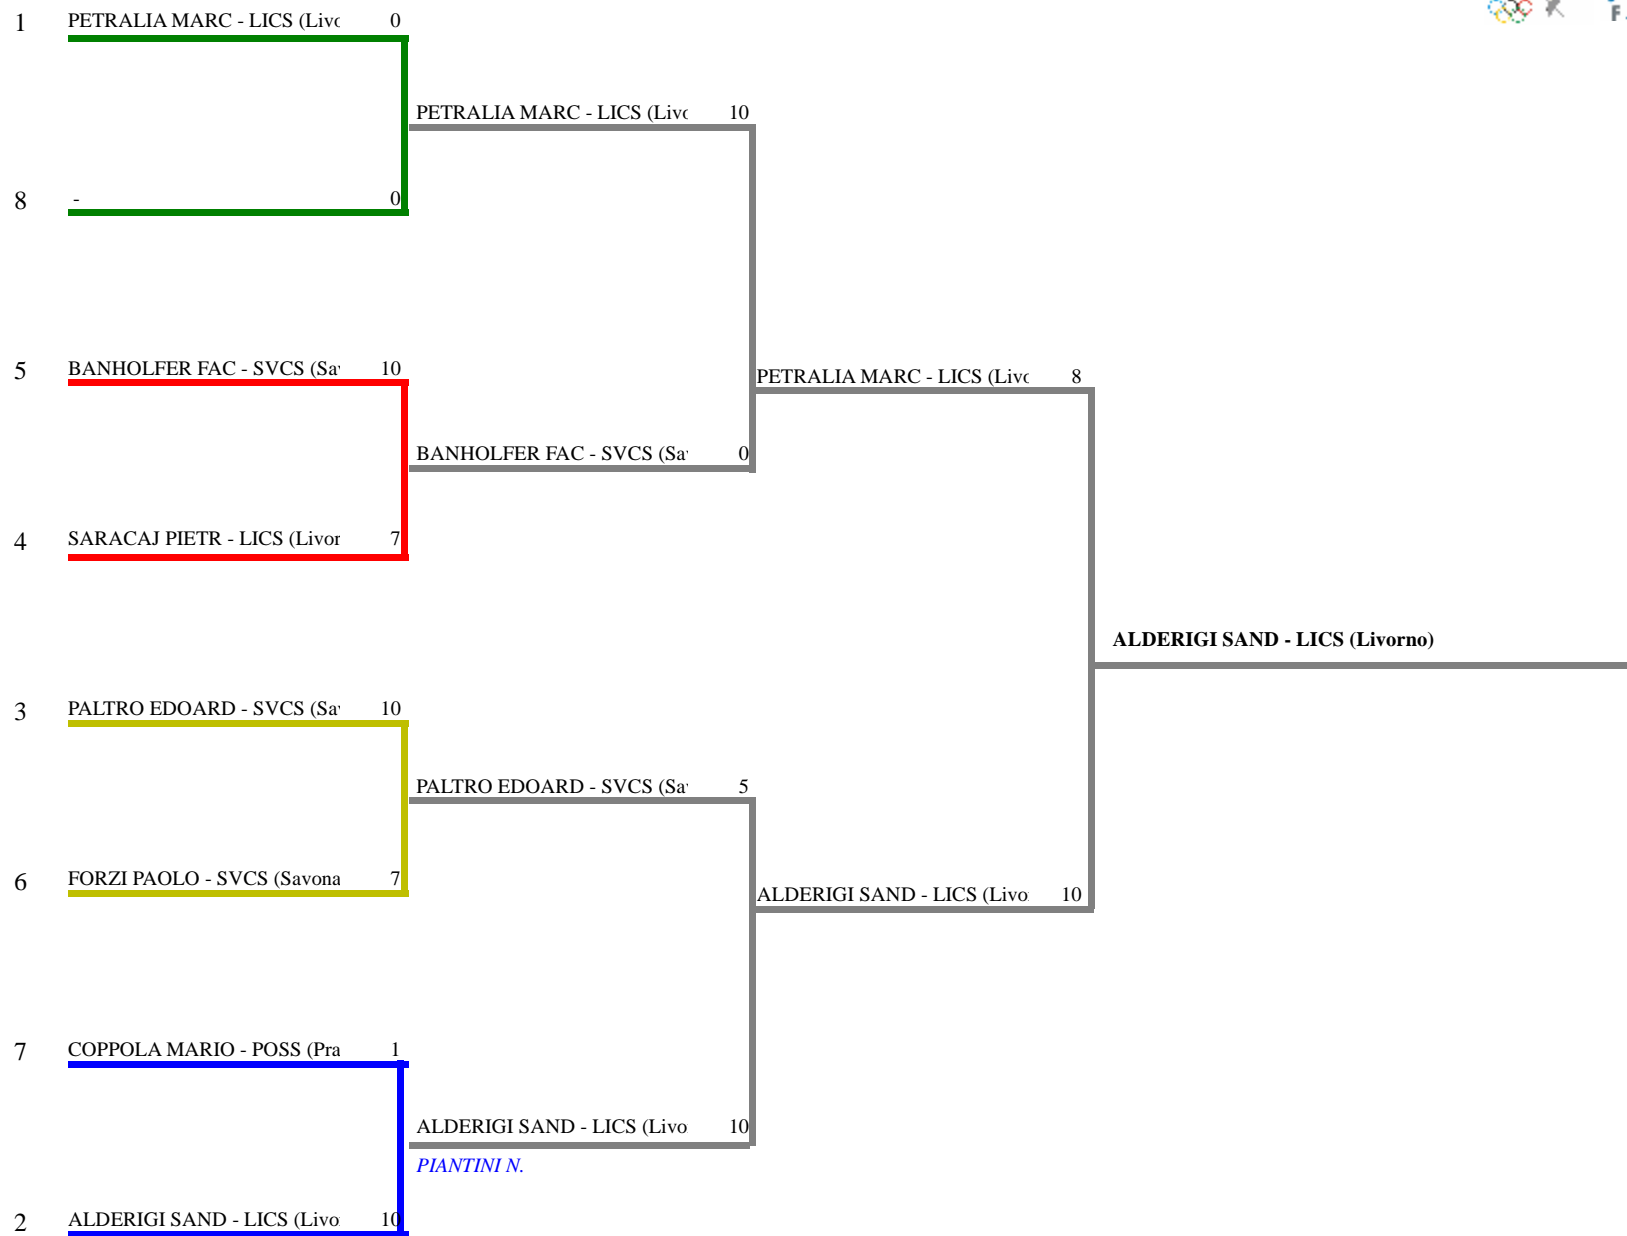 1 PETRALIA MARC - LICS (Livo 0
PETRALIA MARC - LICS (Livo 10
8 - 0
5 BANHOLFER FAC - SVCS (Sa 10
PETRALIA MARC - LICS (Livo 8
BANHOLFER FAC - SVCS (Sa 0
4 SARACAJ PIETR - LICS (Livor 7
ALDERIGI SAND - LICS (Livorno)
3 PALTRO EDOARD - SVCS (Sa 10
PALTRO EDOARD - SVCS (Sa 5
6 FORZI PAOLO - SVCS (Savona 7
ALDERIGI SAND - LICS (Livo 10
7 COPPOLA MARIO - POSS (Pra 1
ALDERIGI SAND - LICS (Livo 10
PIANTINI N.
2 ALDERIGI SAND - LICS (Livo 10